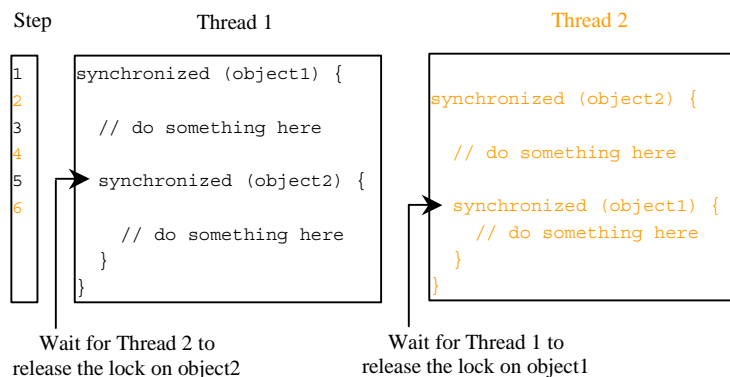 Step
Thread 1
Thread 2
1
2
3
4
5
6
synchronized (object1) {
// do something here
synchronized (object2) {
// do something here
}
}
synchronized (object2) {
// do something here
synchronized (object1) {
// do something here
}
}
Wait for Thread 2 to
release the lock on object2
Wait for Thread 1 to
release the lock on object1